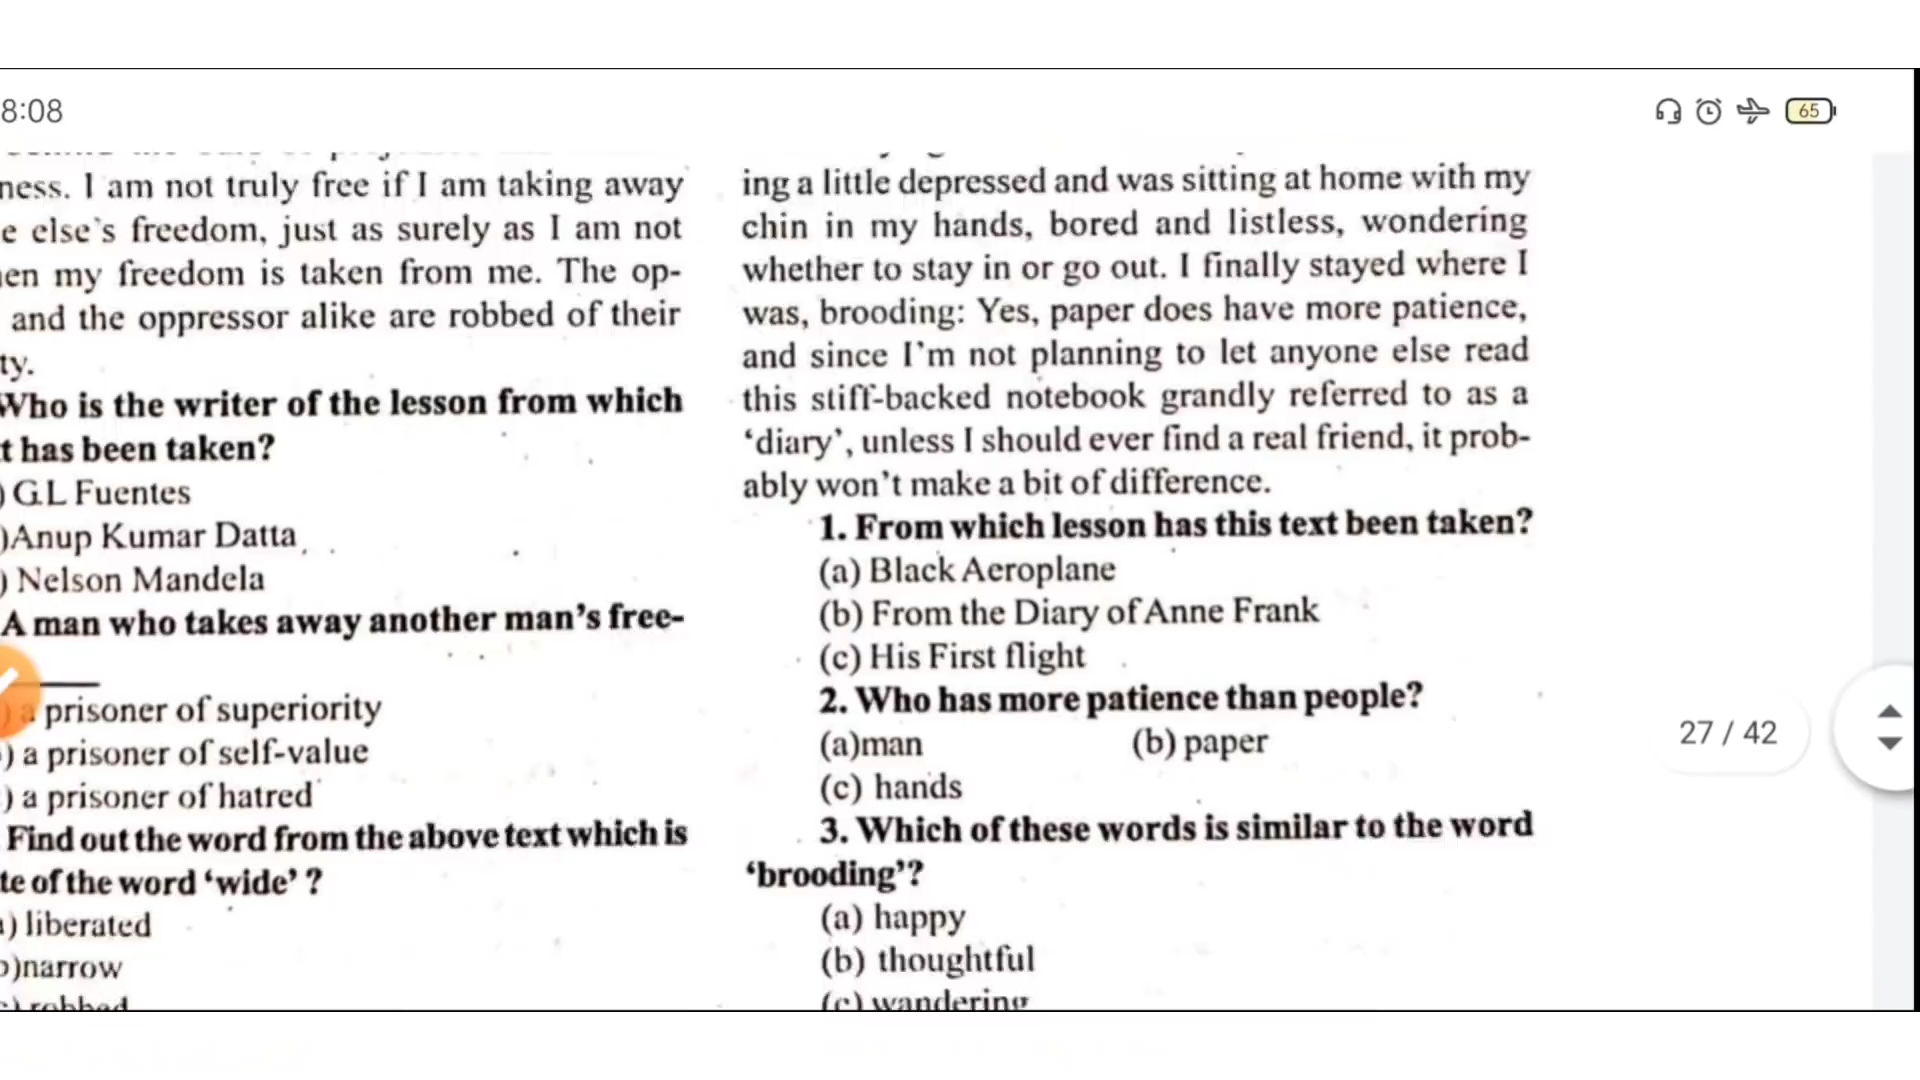 8:08
65
ness. I am not truly free if I am taking away
e else's freedom, just as surely as I am not
en my freedom is taken from me. The op-
and the oppressor alike are robbed of their
ty.
Who is the writer of the lesson from which
t has been taken?
) G.L Fuentes
)Anup Kumar Datta
) Nelson Mandela
A man who takes away another man's free-
) a prisoner of superiority
) a prisoner of self-value
) a prisoner of hatred
Find out the word from the above text which is
te of the word 'wide' ?
) liberated
)narrow
robbed
ing a little depressed and was sitting at home with my
chin in my hands, bored and listless, wondering
whether to stay in or go out. I finally stayed where I
was, brooding: Yes, paper does have more patience,
and since I'm not planning to let anyone else read
this stiff-backed notebook grandly referred to as a
'diary', unless I should ever find a real friend, it prob-
ably won't make a bit of difference.
1. From which lesson has this text been taken?
(a) Black Aeroplane
(b) From the Diary of Anne Frank
(c) His First flight
2. Who has more patience than people?
(a)man (b) paper
(c) hands
3. Which of these words is similar to the word
'brooding'?
(a) happy
(b) thoughtful
(c) wandering
27 / 42